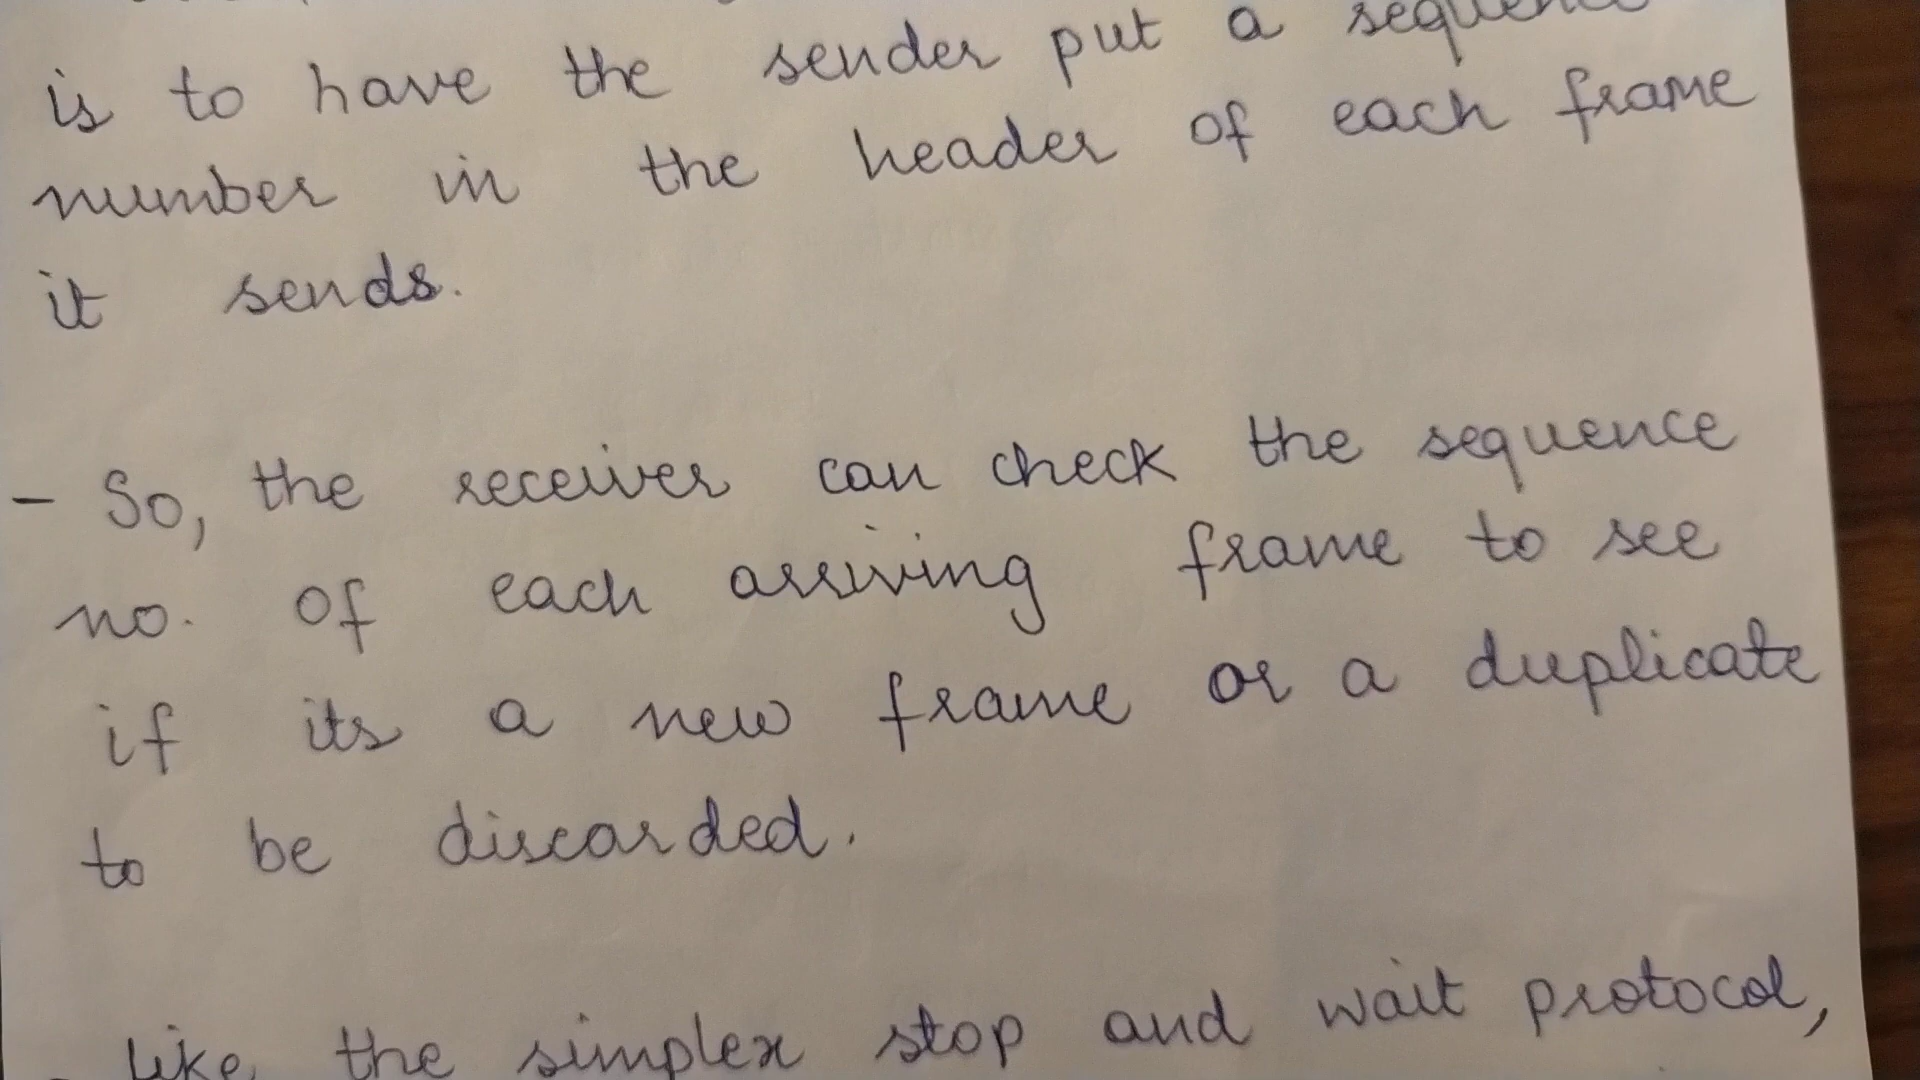 is to have the sender put a sequence
number in the header of each frame
it sends.
- So, the receiver can check the sequence
no. of each arriving frame to see
if its a new frame or a duplicate
to be discarded.
- like the simplex stop and wait protocol,